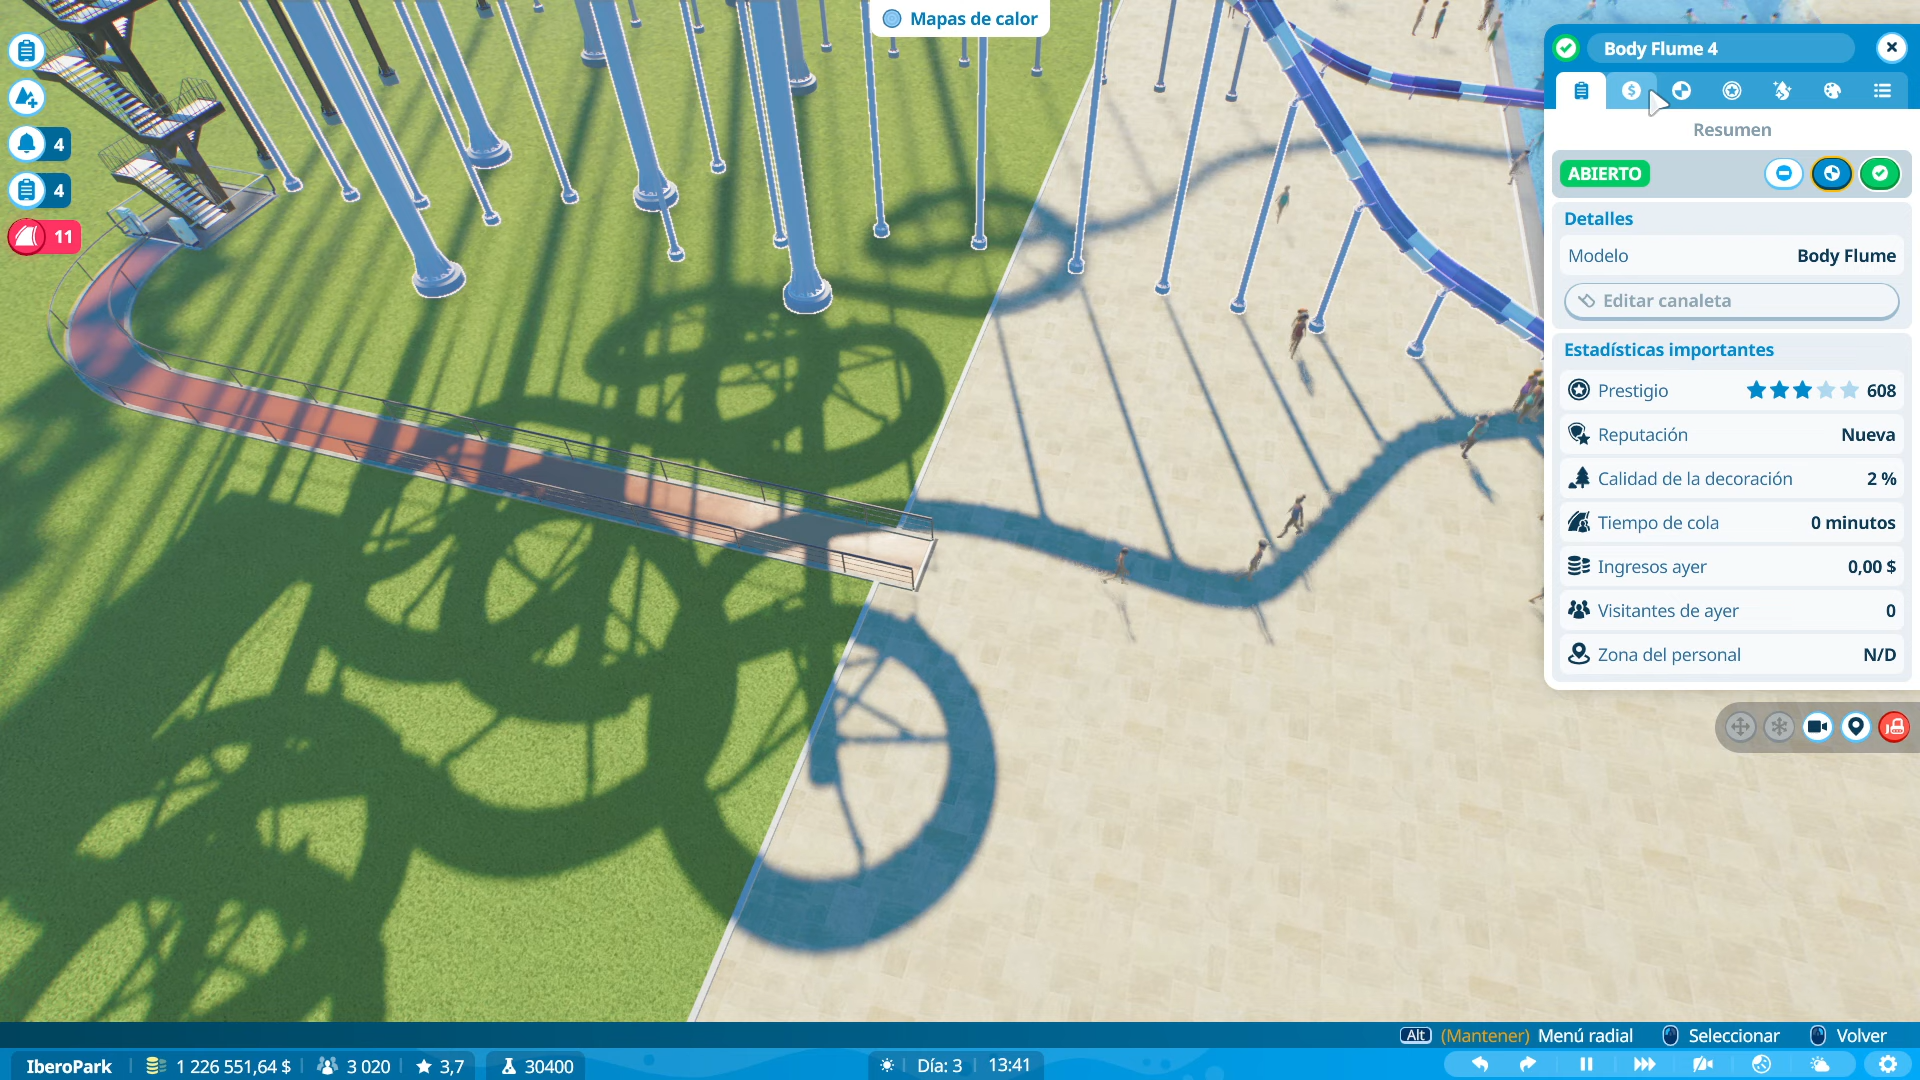 Mapas de calor
4
4
11
Body Flume 4
Resumen
ABIERTO
Detalles
Modelo Body Flume
Editar canaleta
Estadísticas importantes
Prestigio 608
Reputación Nueva
Calidad de la decoración 2 %
Tiempo de cola 0 minutos
Ingresos ayer 0,00 $
Visitantes de ayer 0
Zona del personal N/D
Alt (Mantener) Menú radial Seleccionar Volver
IberoPark 1 226 551,64 $ 3 020 3,7 30400 Día: 3 13:41